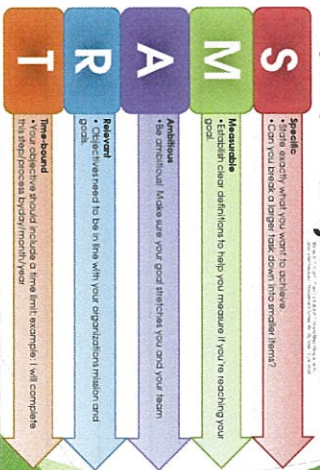 S
Specific
• State exactly what you want to achieve.
• Can you break a larger task down into smaller items?
M
Measurable
• Establish clear definitions to help you measure if you're reaching your
goal.
A
Ambitious
• Be ambitious! Make sure your goal stretches you and your team
R
Relevant
• Objectives need to be in line with your organizations mission and
goals.
T
Time-bound
• Your objective should include a time limit: example: I will complete
this step/process byday/month/year